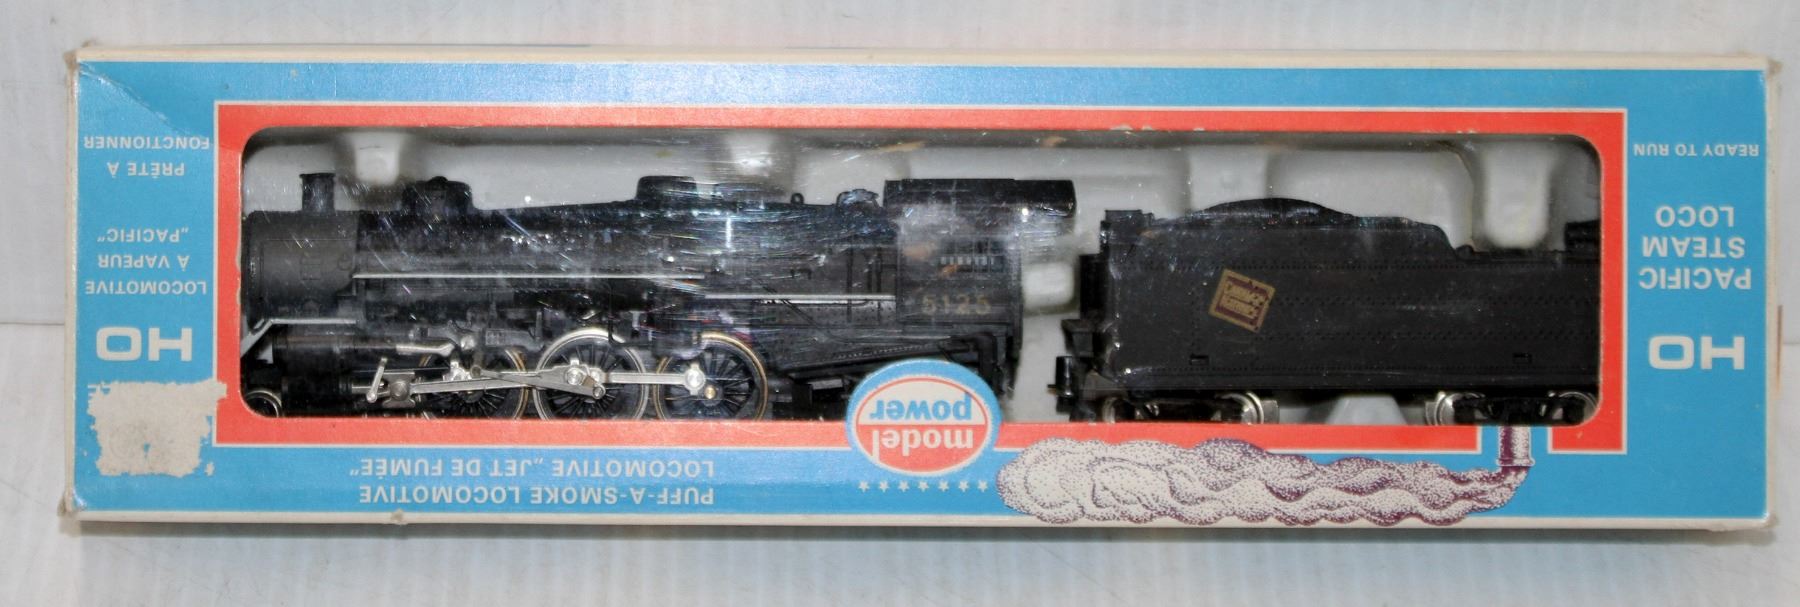 PUFF-A-SMOKE LOCOMOTIVE
LOCOMOTIVE „JET DE FUMÉE"
model
power
HO
PACIFIC
STEAM
LOCO
READY TO RUN
HO
LOCOMOTIVE
À VAPEUR
„PACIFIC"
PRÊTE À
FONCTIONNER
5125